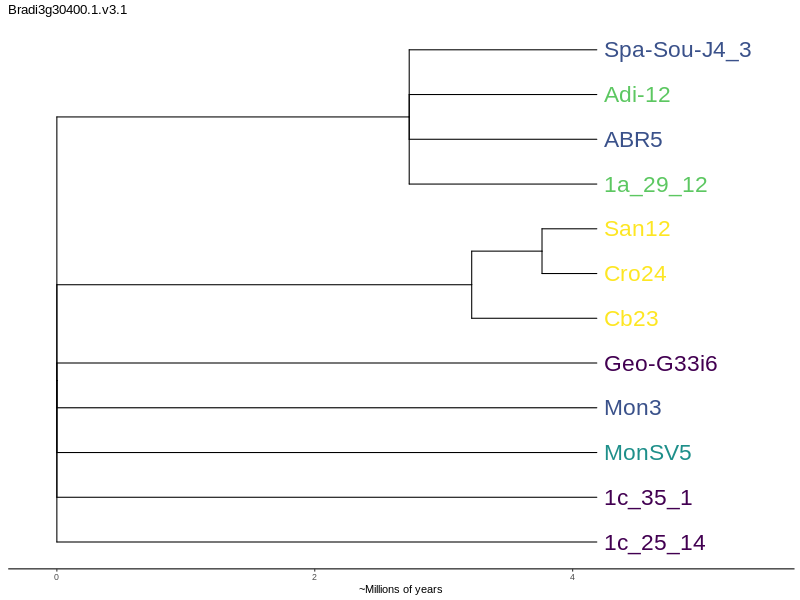 Bradi3g30400.1.v3.1
Spa-Sou-J4_3
Adi-12
ABR5
1a_29_12
San12
Cro24
Cb23
Geo-G33i6
Mon3
MonSV5
1c_35_1
1c_25_14
0 2 4
~Millions of years